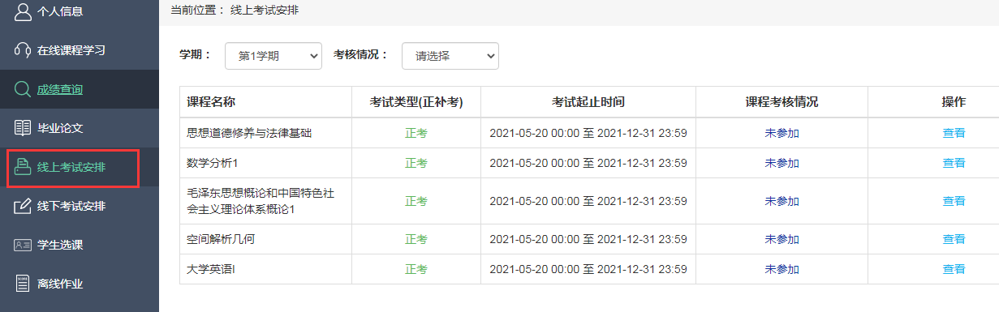 个人信息
在线课程学习
成绩查询
毕业论文
线上考试安排
线下考试安排
学生选课
离线作业
当前位置： 线上考试安排
学期： 第1学期 考核情况： 请选择
课程名称 考试类型(正补考) 考试起止时间 课程考核情况 操作
思想道德修养与法律基础 正考 2021-05-20 00:00 至 2021-12-31 23:59 未参加 查看
数学分析1 正考 2021-05-20 00:00 至 2021-12-31 23:59 未参加 查看
毛泽东思想概论和中国特色社
会主义理论体系概论1 正考 2021-05-20 00:00 至 2021-12-31 23:59 未参加 查看
空间解析几何 正考 2021-05-20 00:00 至 2021-12-31 23:59 未参加 查看
大学英语I 正考 2021-05-20 00:00 至 2021-12-31 23:59 未参加 查看